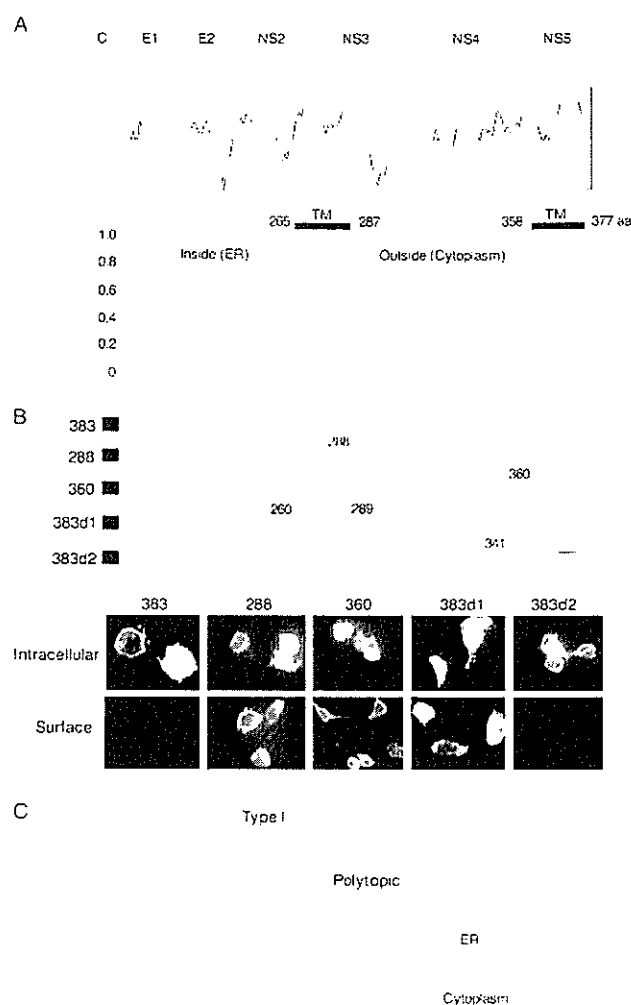 A
C E1 E2 NS2 NS3 NS4 NS5
265 TM 287 358 TM 377 aa
1.0
Inside (ER) Outside (Cytoplasm)
0.8
0.6
0.4
0.2
0
B
383
288
288
360
360
260 289
383d1
341
383d2
383 288 360 383d1 383d2
Intracellular
Surface
C
Type I
Polytopic
ER
Cytoplasm